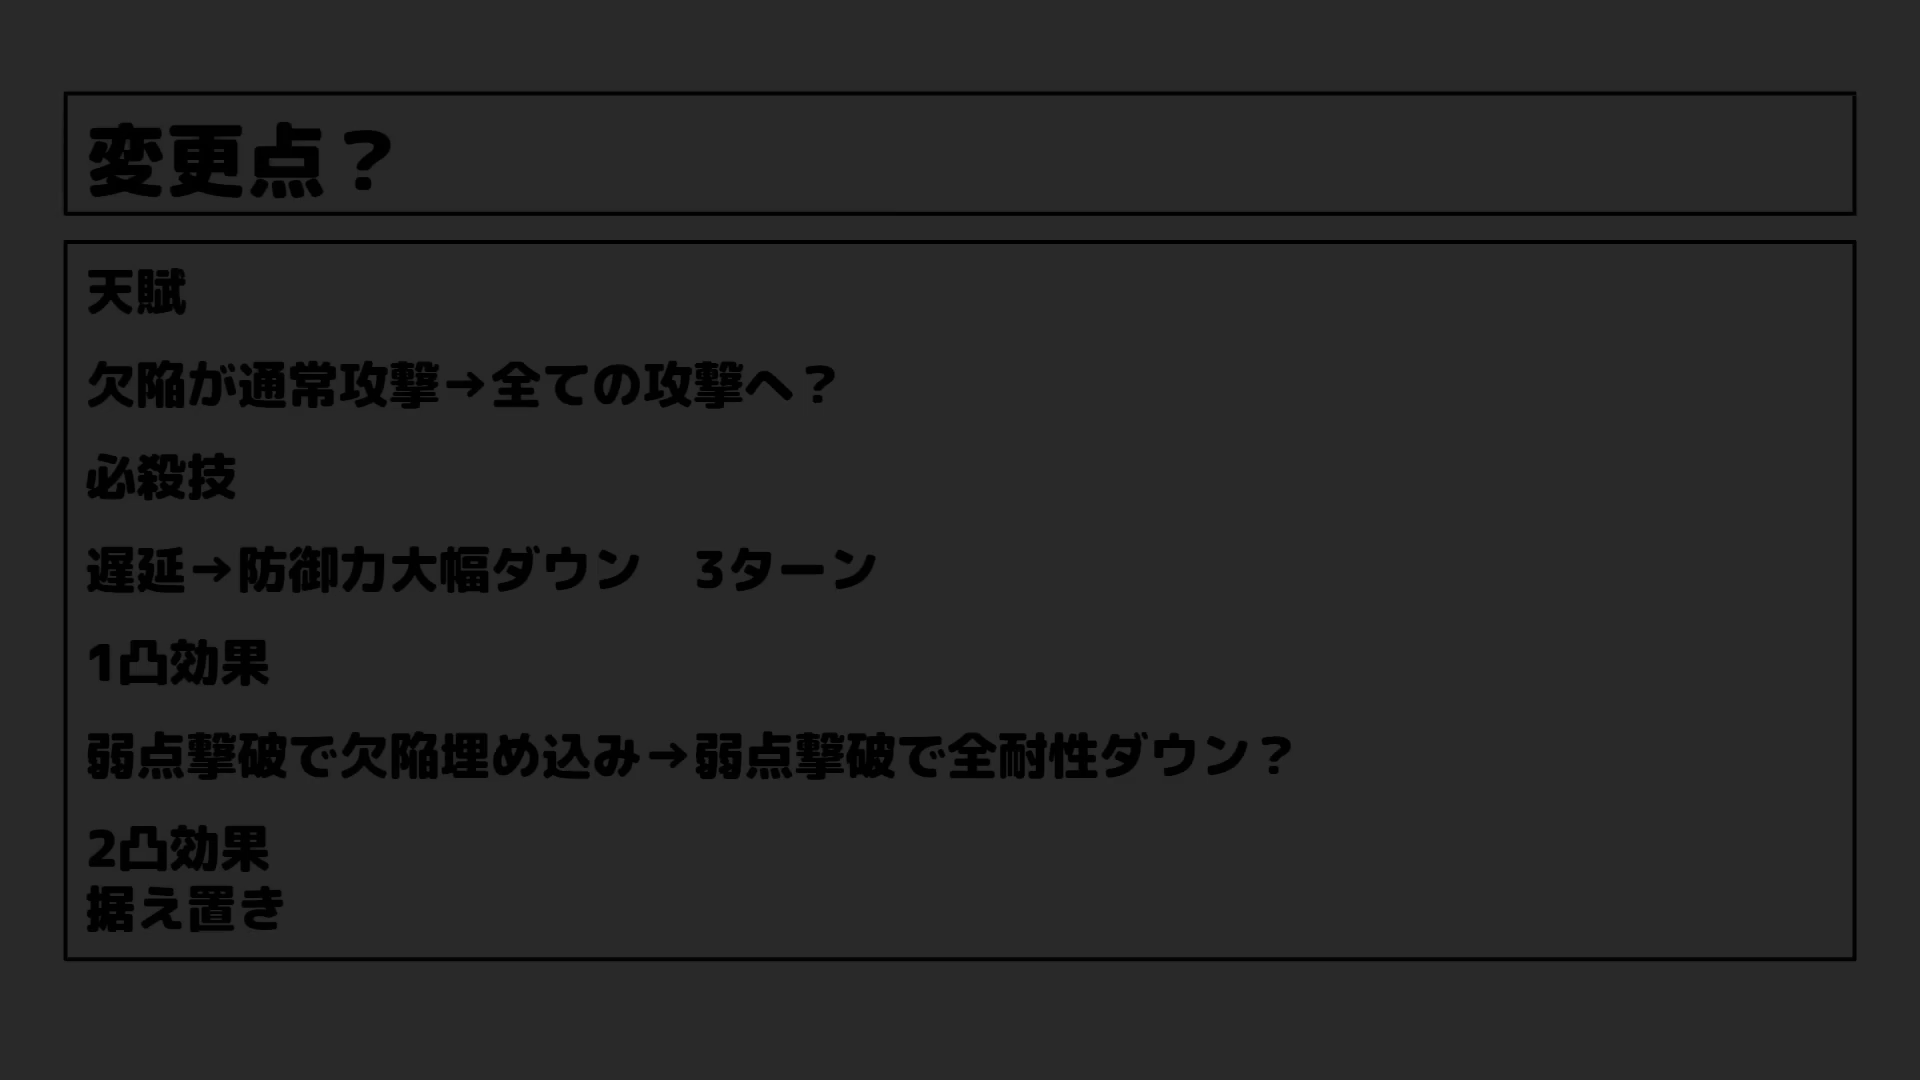 変更点？
天賦
欠陥が通常攻撃→全ての攻撃へ？
必殺技
遅延→防御力大幅ダウン　3ターン
1凸効果
弱点撃破で欠陥埋め込み→弱点撃破で全耐性ダウン？
2凸効果
据え置き